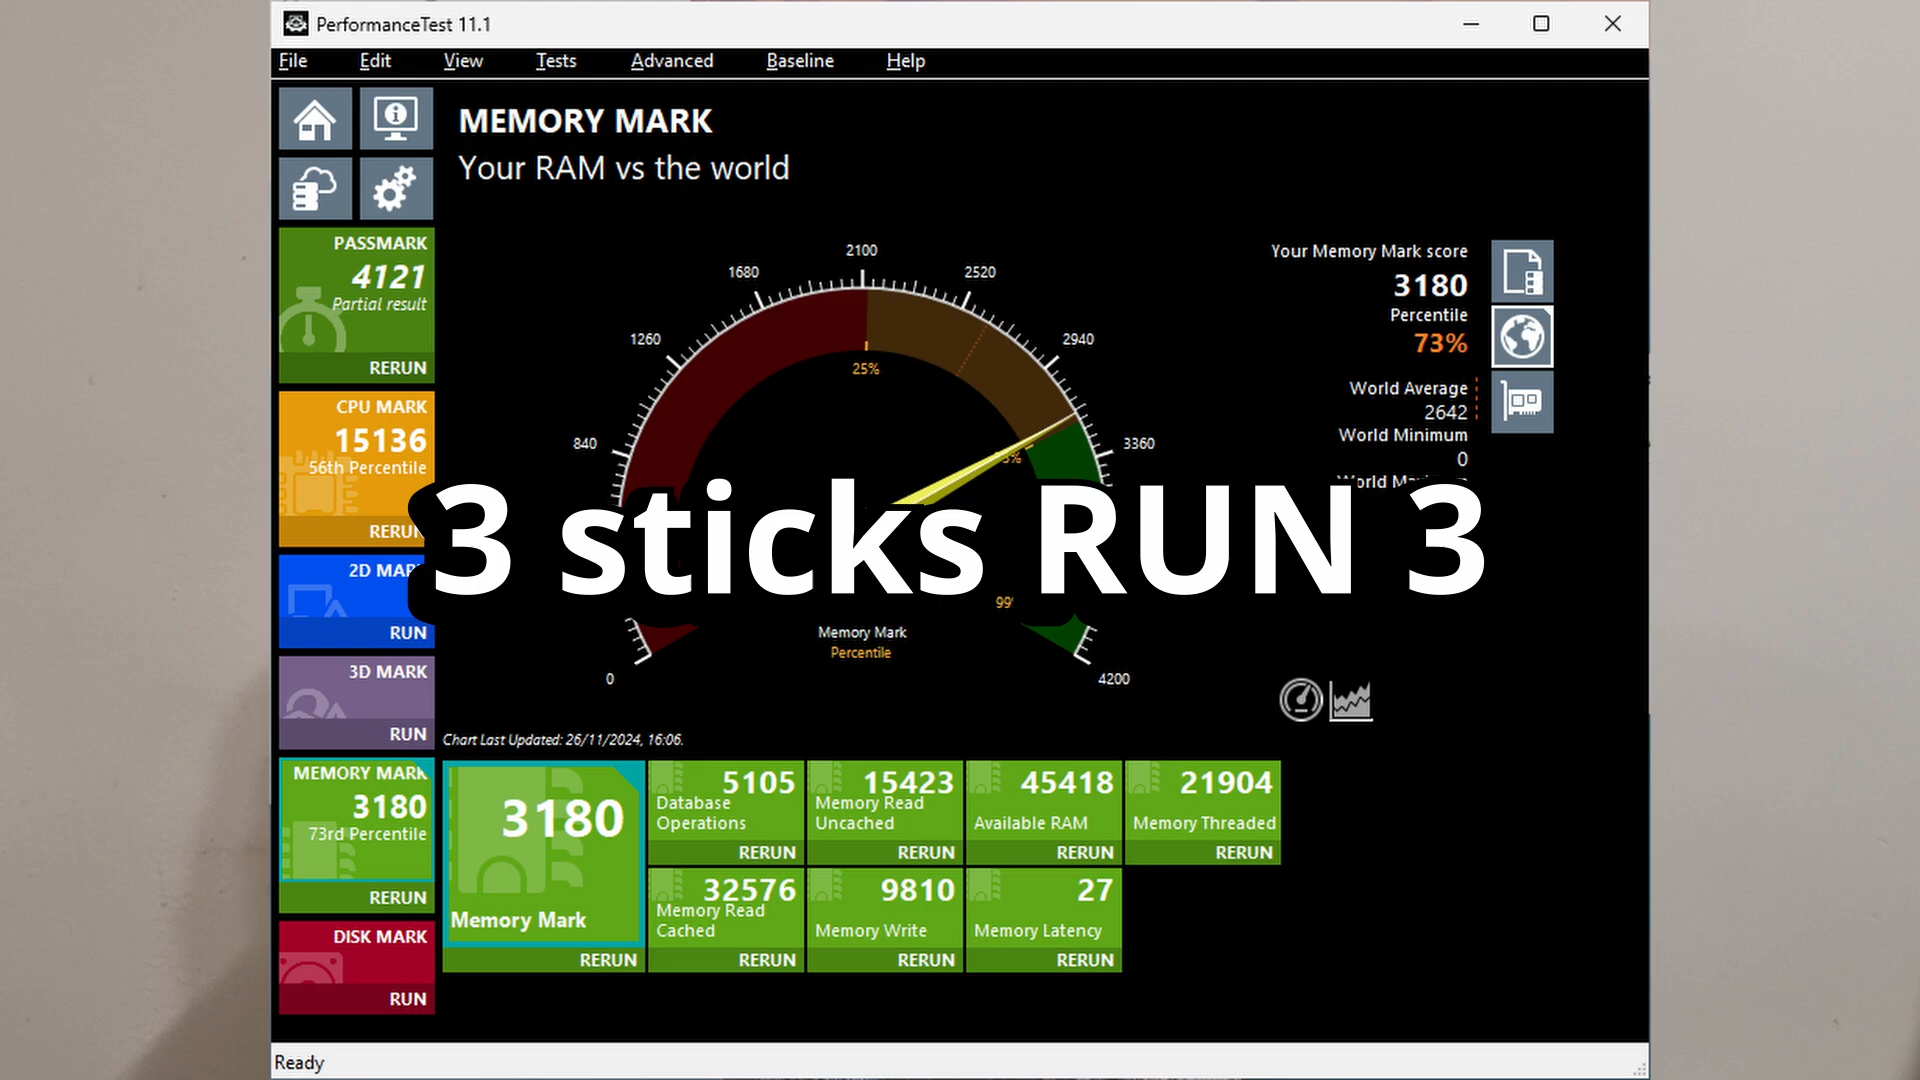 PerformanceTest 11.1
File Edit View Tests Advanced Baseline Help
MEMORY MARK
Your RAM vs the world
PASSMARK
4121
Partial result
RERUN
CPU MARK
15136
56th Percentile
RERUN
2D MARK
RUN
3D MARK
RUN
MEMORY MARK
3180
73rd Percentile
RERUN
DISK MARK
RUN
0
840
1260
1680
2100
2520
2940
3360
4200
25%
Memory Mark
Percentile
Your Memory Mark score
3180
Percentile
73%
World Average
2642
World Minimum
0
World
3 sticks RUN 3
Chart Last Updated: 26/11/2024, 16:06.
3180
Memory Mark
RERUN
5105
Database
Operations
RERUN
15423
Memory Read
Uncached
RERUN
45418
Available RAM
RERUN
21904
Memory Threaded
RERUN
32576
Memory Read
Cached
RERUN
9810
Memory Write
RERUN
27
Memory Latency
RERUN
Ready